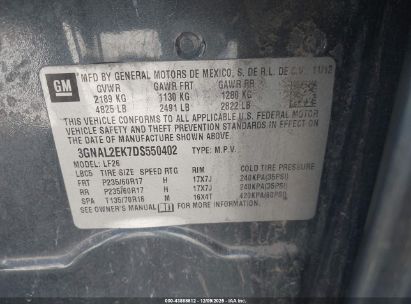 GM
MFD BY GENERAL MOTORS DE MEXICO, S. DE R.L. DE C.V. 11/12
GVWR GAWR FRT GAWR RR
2189 KG 1130 KG 1280 KG
4825 LB 2491 LB 2822 LB
THIS VEHICLE CONFORMS TO ALL APPLICABLE U.S. FEDERAL
MOTOR VEHICLE SAFETY AND THEFT PREVENTION
STANDARDS IN EFFECT ON
THE DATE OF MANUFACTURE SHOWN ABOVE.
3GNAL2EK7DS550402 TYPE: M.P.V.
MODEL: LF26
TIRE SIZE SPEED RTG RIM COLD TIRE PRESSURE
FRT P235/60R17 H 17X7J 240KPA(35PSI)
RR P235/60R17 H 17X7J 240KPA(35PSI)
SPA T135/70R16 M 16X4T 420KPA(60PSI)
SEE OWNER'S MANUAL FOR MORE INFORMATION.